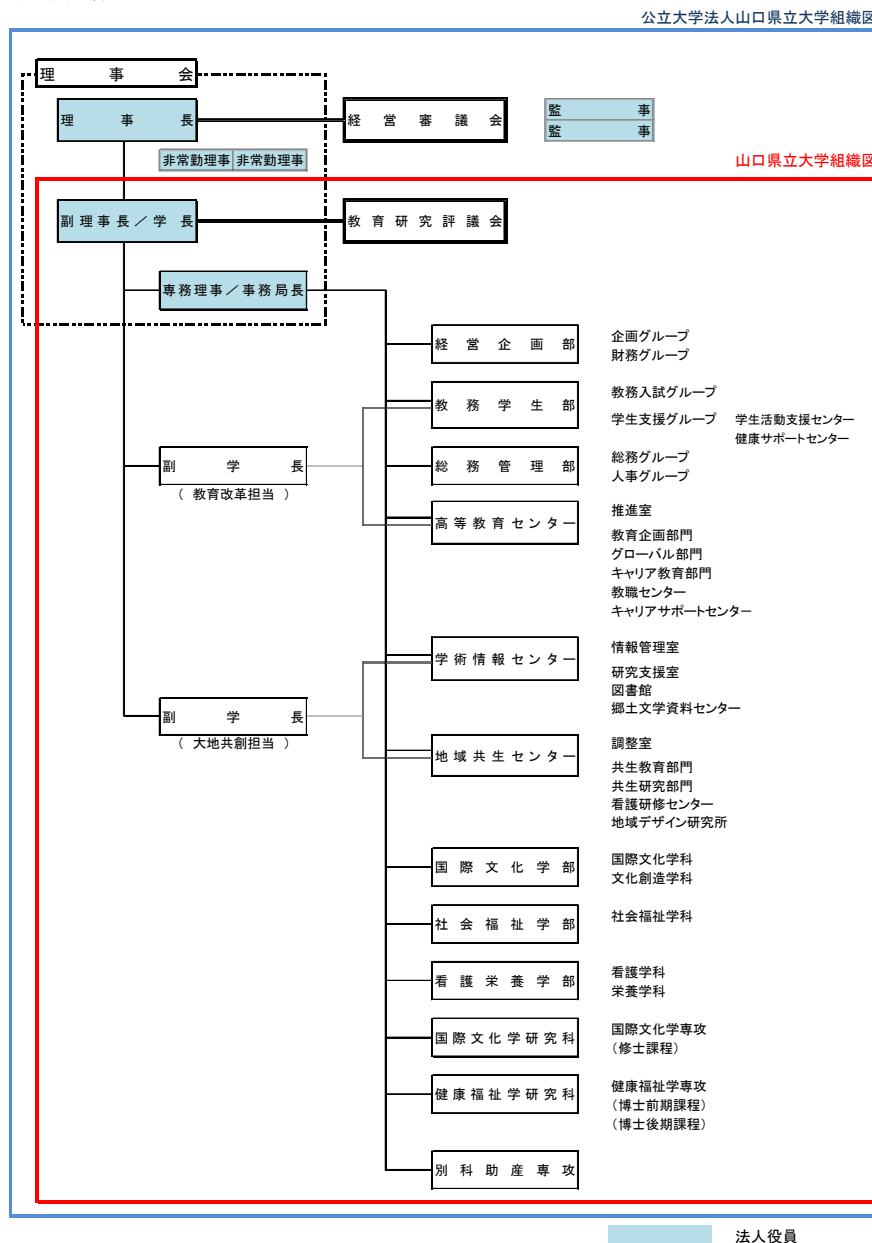 公立大学法人山口県立大学組織図
理事会
理事長
経営審議会
監事
監事
非常勤理事 非常勤理事
山口県立大学組織図
副理事長／学長
教育研究評議会
専務理事／事務局長
経営企画部
企画グループ
財務グループ
教務学生部
教務入試グループ
学生支援グループ 学生活動支援センター
健康サポートセンター
副学長
（ 教育改革担当 ）
総務管理部
総務グループ
人事グループ
高等教育センター
推進室
教育企画部門
グローバル部門
キャリア教育部門
教職センター
キャリアサポートセンター
学術情報センター
情報管理室
研究支援室
図書館
郷土文学資料センター
副学長
（ 大地共創担当 ）
地域共生センター
調整室
共生教育部門
共生研究部門
看護研修センター
地域デザイン研究所
国際文化学部
国際文化学科
文化創造学科
社会福祉学部
社会福祉学科
看護栄養学部
看護学科
栄養学科
国際文化学研究科
国際文化学専攻
（修士課程）
健康福祉学研究科
健康福祉学専攻
（博士前期課程）
（博士後期課程）
別科助産専攻
法人役員